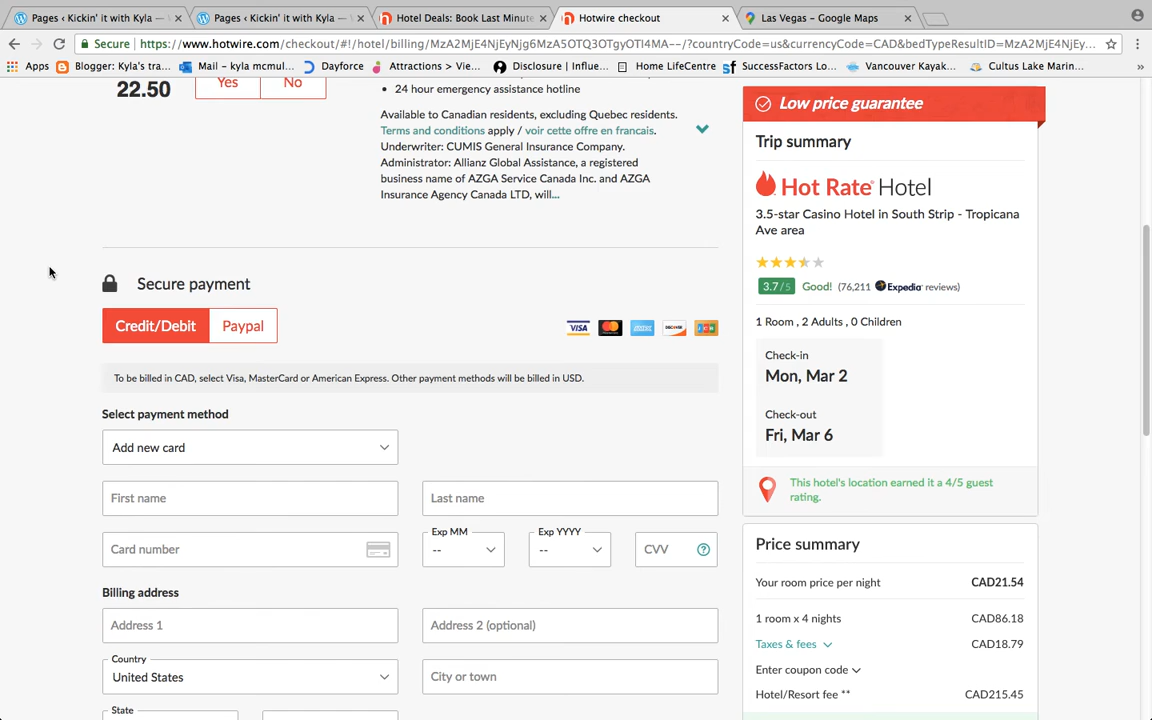 Pages ‹ Kickin' it with Kyla —
Pages ‹ Kickin' it with Kyla —
Hotel Deals: Book Last Minute
Hotwire checkout
Las Vegas - Google Maps
Secure
https://www.hotwire.com/checkout/#!/hotel/billing/MzA2MjE4NjEyNjg6MzA5OTQ3OTgyOTI4MA--/?countryCode=us&currencyCode=CAD&bedTypeResultID=MzA2MjE4NjEy...
Apps
Blogger: Kyla's tra...
Mail – kyla mcmul...
Dayforce
Attractions > Vie...
Disclosure | Influe...
Home LifeCentre
SuccessFactors Lo...
Vancouver Kayak...
Cultus Lake Marin...
»
22.50
Yes
No
• 24 hour emergency assistance hotline
Available to Canadian residents, excluding Quebec residents.
Terms and conditions apply / voir cette offre en francais.
Underwriter: CUMIS General Insurance Company.
Administrator: Allianz Global Assistance, a registered
business name of AZGA Service Canada Inc. and AZGA
Insurance Agency Canada LTD, will...
Secure payment
Credit/Debit
Paypal
VISA
DISCOVER
JCB
To be billed in CAD, select Visa, MasterCard or American Express. Other payment methods will be billed in USD.
Select payment method
Add new card
First name
Last name
Card number
Exp MM
--
Exp YYYY
--
CVV
?
Billing address
Address 1
Address 2 (optional)
Country
United States
City or town
State
Low price guarantee
Trip summary
Hot Rate® Hotel
3.5-star Casino Hotel in South Strip - Tropicana
Ave area
3.7/5 Good! (76,211 Expedia reviews)
1 Room , 2 Adults , 0 Children
Check-in
Mon, Mar 2
Check-out
Fri, Mar 6
This hotel's location earned it a 4/5 guest
rating.
Price summary
Your room price per night CAD21.54
1 room x 4 nights CAD86.18
Taxes & fees CAD18.79
Enter coupon code
Hotel/Resort fee ** CAD215.45